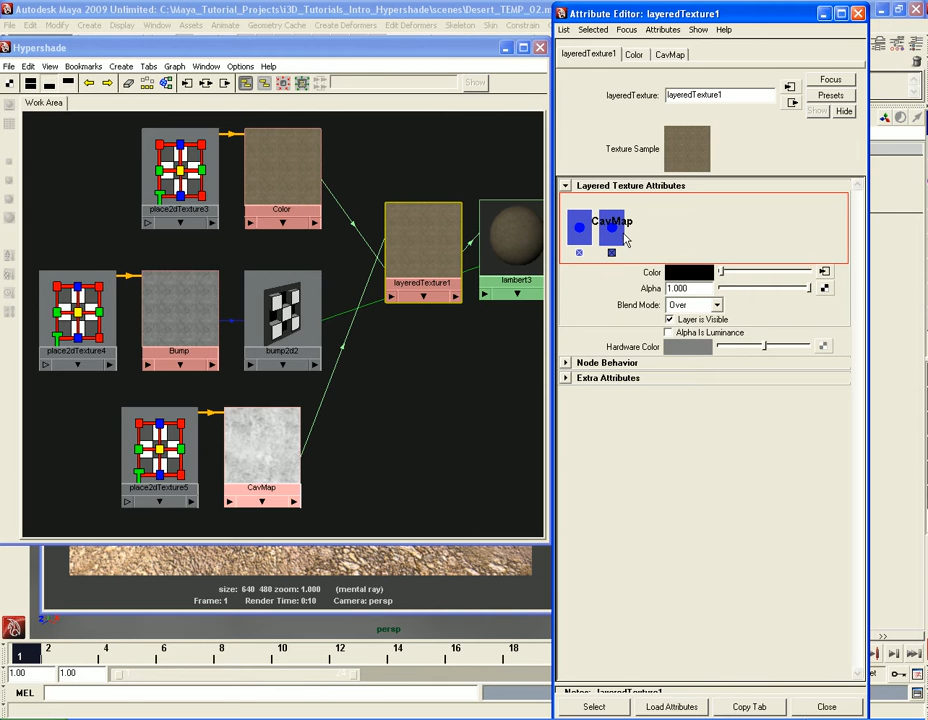 Autodesk Maya 2009 Unlimited: C:\Maya_Tutorial_Projects\i3D_Tutorials_Intro_Hypershade\scenes\Desert_TEMP_02.m
File Edit Modify Create Display Window Assets Animate Geometry Cache Create Deformers Edit Deformers Skeleton Skin Constrain
Hypershade
File Edit View Bookmarks Create Tabs Graph Window Options Help
Show
Work Area
place2dTexture3
Color
layeredTexture1
lambert3
place2dTexture4
Bump
bump2d2
place2dTexture5
CavMap
size: 640 480 zoom: 1.000 (mental ray)
Frame: 1 Render Time: 0:10 Camera: persp
persp
1 2 4 6 8 10 12 14 16 18
1.00 1.00 1.00 24.00
MEL
Attribute Editor: layeredTexture1
List Selected Focus Attributes Show Help
layeredTexture1 Color CavMap
layeredTexture: layeredTexture1
Focus
Presets
Show Hide
Texture Sample
Layered Texture Attributes
CavMap
Color
Alpha 1.000
Blend Mode: Over
Layer is Visible
Alpha Is Luminance
Hardware Color
Node Behavior
Extra Attributes
Notes: layeredTexture1
Select Load Attributes Copy Tab Close